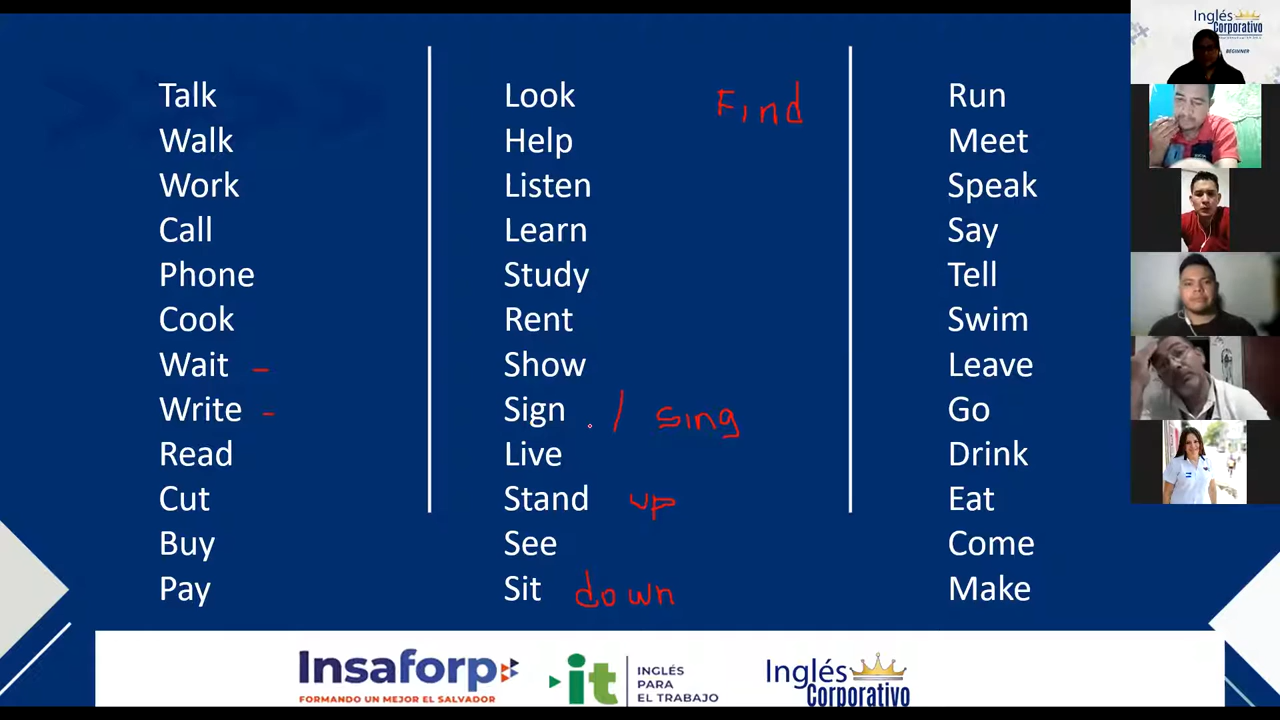 Talk
Walk
Work
Call
Phone
Cook
Wait -
Write -
Read
Cut
Buy
Pay
Look Find
Help
Listen
Learn
Study
Rent
Show
Sign / sing
Live
Stand up
See
Sit down
Run
Meet
Speak
Say
Tell
Swim
Leave
Go
Drink
Eat
Come
Make
Insaforp
FORMANDO UN MEJOR EL SALVADOR
it
INGLÉS
PARA
EL TRABAJO
Inglés
Corporativo
Inglés
Corporativo
BEGINNER